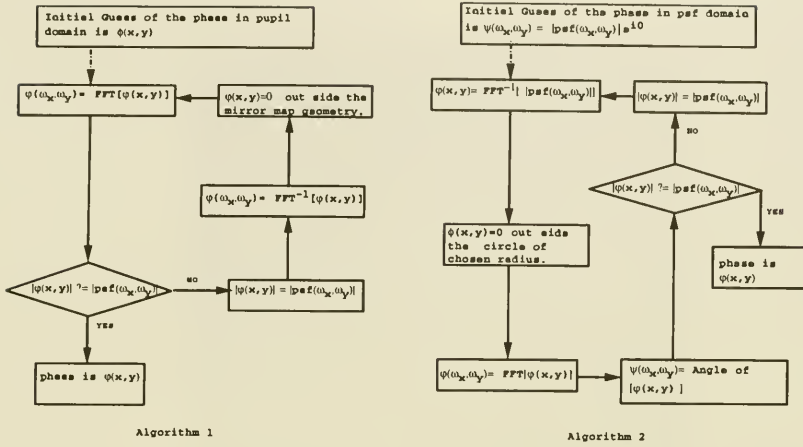 Initial Guess of the phase in pupil
domain is ϕ(x,y)
φ(ωx,ωy)= FFT[φ(x,y)]
φ(x,y)=0 out side the
mirror map geometry.
φ(ωx,ωy)= FFT-1[φ(x,y)]
|φ(x,y)| ?= |psf(ωx,ωy)|
NO
|φ(x,y)| = |psf(ωx,ωy)|
YES
phase is φ(x,y)
Algorithm 1
Initial Guess of the phase in psf domain
is ψ(ωx,ωy) = |psf(ωx,ωy)|ei0
φ(x,y)= FFT-1[ |psf(ωx,ωy)|]
|φ(x,y)| = |psf(ωx,ωy)|
NO
|φ(x,y)| ?= |psf(ωx,ωy)|
YES
ϕ(x,y)=0 out side
the circle of
chosen radius.
phase is
φ(x,y)
φ(ωx,ωy)= FFT[φ(x,y)]
ψ(ωx,ωy)= Angle of
[φ(x,y) ]
Algorithm 2